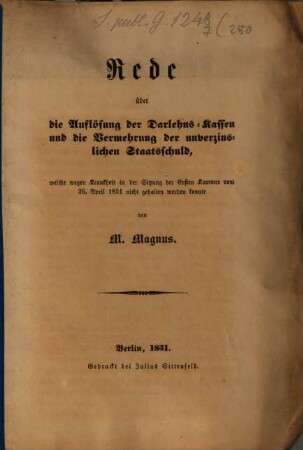 J. publ. G. 124 8/7 (280
Rede
über
die Auflösung der Darlehns-Kassen
und die Vermehrung der unverzins-
lichen Staatsschuld,
welche wegen Krankheit in der Sitzung der Ersten Kammer vom
26. April 1851 nicht gehalten werden konnte
von
M. Magnus.
Berlin, 1851.
Gedruckt bei Julius Sittenfeld.